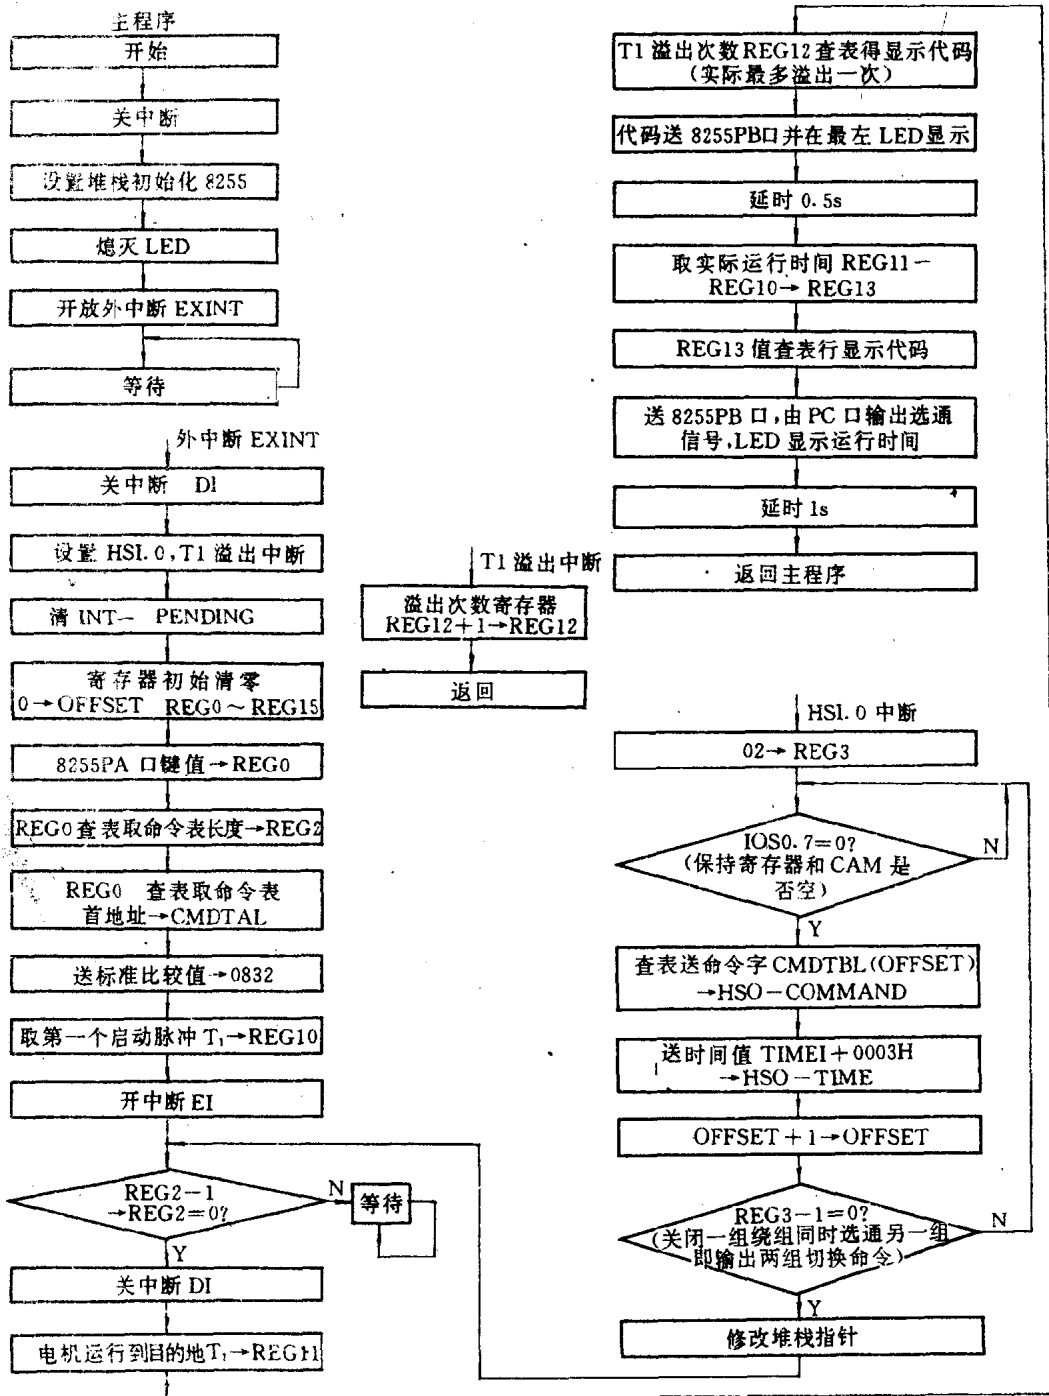 主程序
开始
关中断
设置堆栈初始化 8255
熄灭 LED
开放外中断 EXINT
等待
外中断 EXINT
关中断 DI
设置 HSI.0,T1 溢出中断
清 INT— PENDING
寄存器初始清零
0→OFFSET REG0～REG15
8255PA 口键值→REG0
REG0 查表取命令表长度→REG2
REG0 查表取命令表
首地址→CMDTAL
送标准比较值→0832
取第一个启动脉冲 T₁→REG10
开中断 EI
REG2−1
→REG2=0?
N
等待
Y
关中断 DI
电机运行到目的地 T₁→REG11
T1 溢出中断
溢出次数寄存器
REG12+1→REG12
返回
T1 溢出次数 REG12 查表得显示代码
(实际最多溢出一次)
代码送 8255PB口并在最左 LED显示
延时 0.5s
取实际运行时间 REG11−
REG10→REG13
REG13 值查表行显示代码
送 8255PB 口,由 PC 口输出选通
信号,LED 显示运行时间
延时 1s
返回主程序
HSI.0 中断
02→REG3
IOS0.7=0?
(保持寄存器和 CAM 是
否空)
N
Y
查表送命令字 CMDTBL(OFFSET)
→HSO−COMMAND
送时间值 TIMEI+0003H
→HSO−TIME
OFFSET+1→OFFSET
REG3−1=0?
(关闭一组绕组同时选通另一组
即输出两组切换命令)
N
Y
修改堆栈指针